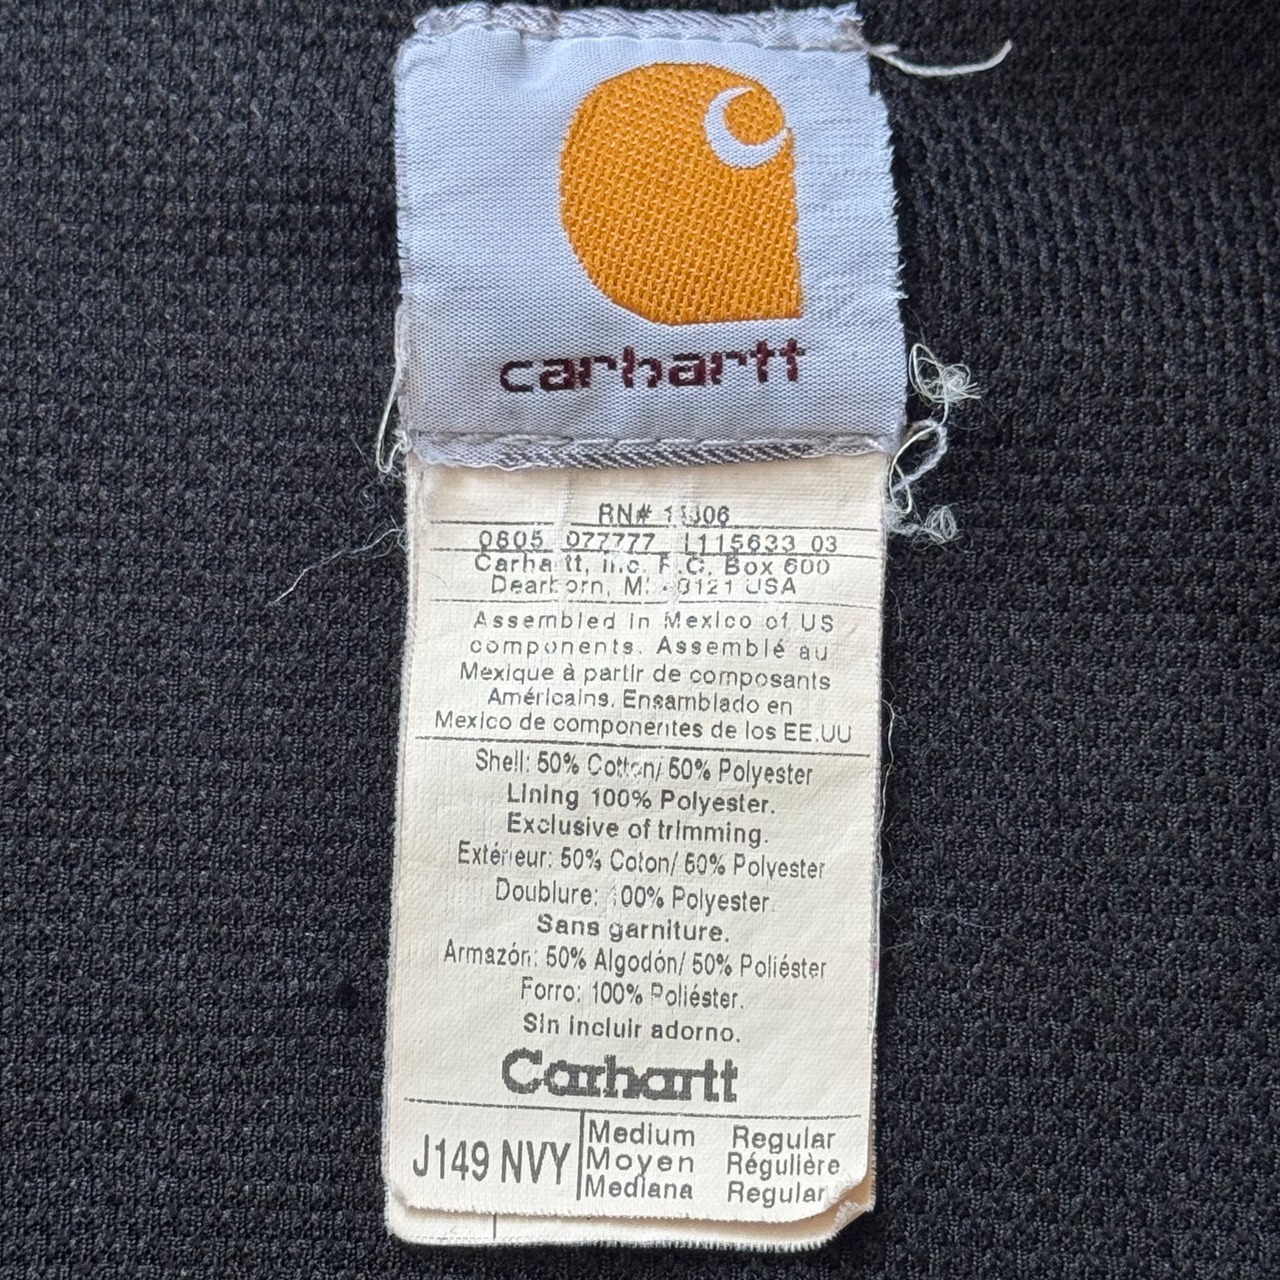 carhartt
RN#
0805 077777 L115633 03
Carhartt, Inc. P.O. Box 600
Dearborn, USA
Assembled in Mexico of US
components. Assemblé au
Mexique à partir de composants
Américains. Ensamblado en
Mexico de componentes de los EE.UU
Shell: 50% Cotton/ 50% Polyester
Lining 100% Polyester.
Exclusive of trimming.
Extérieur: 50% Coton/ 50% Polyester
Doublure: 100% Polyester.
Sans garniture.
Armazón: 50% Algodón/ 50% Poliéster
Forro: 100% Poliéster.
Sin incluir adorno.
Carhartt
J149 NVY Medium Regular
Moyen Régulière
Mediana Regular